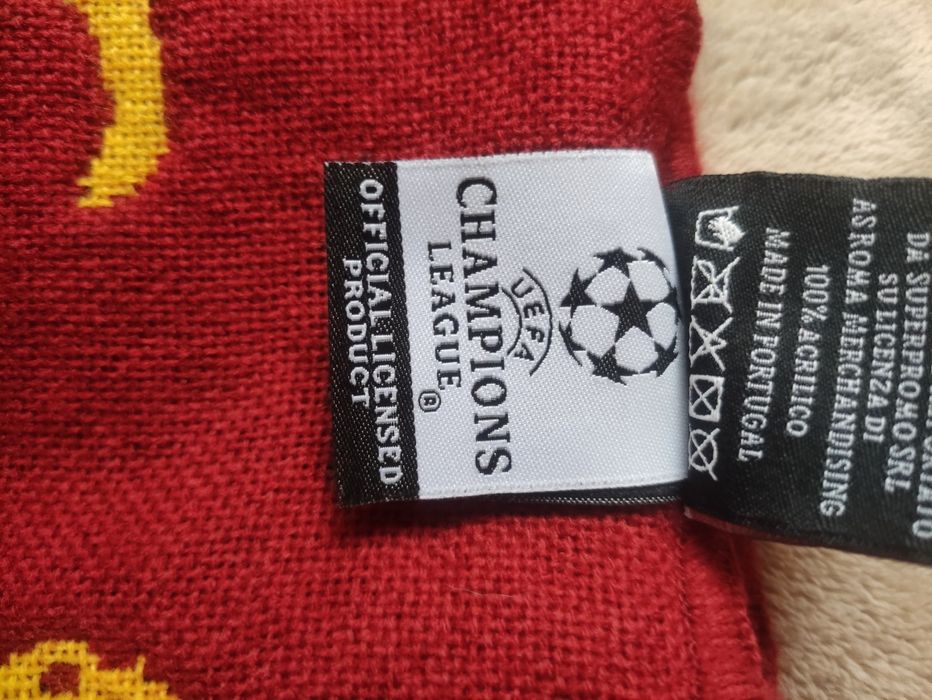 UEFA
CHAMPIONS
LEAGUE ®
OFFICIAL LICENSED
PRODUCT
DA SUPERPROMO SRL
SU LICENZA DI
AS ROMA MERCHANDISING
100% ACRILICO
MADE IN PORTUGAL